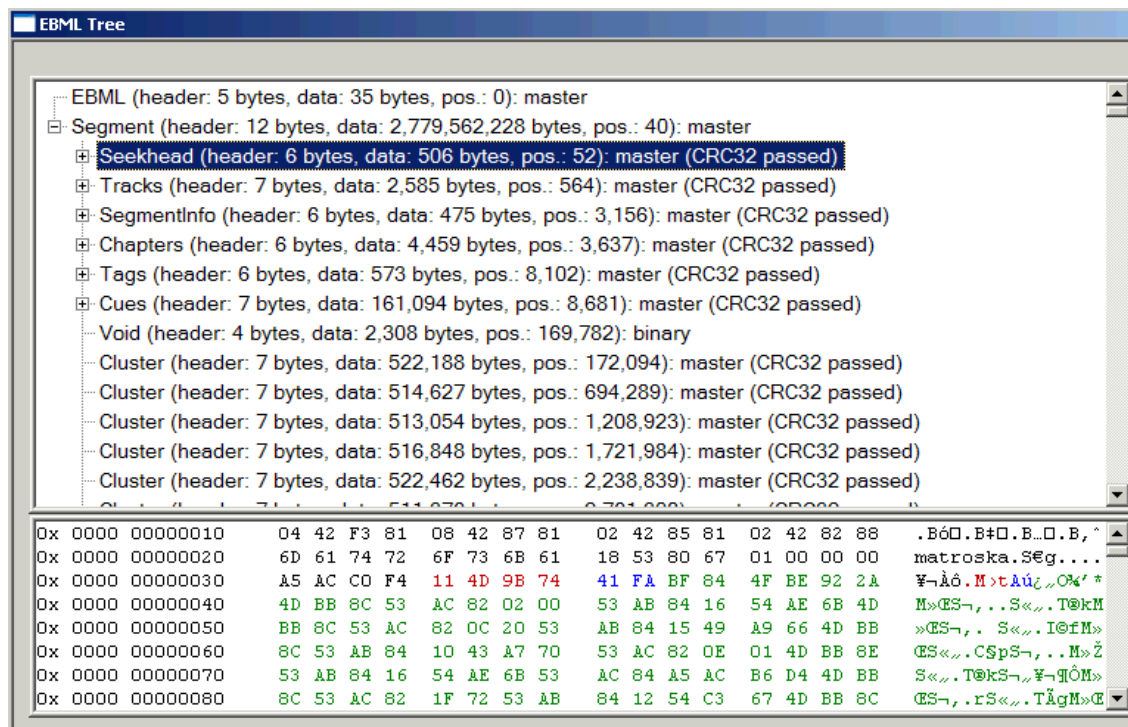 EBML Tree
EBML (header: 5 bytes, data: 35 bytes, pos.: 0): master
Segment (header: 12 bytes, data: 2,779,562,228 bytes, pos.: 40): master
Seekhead (header: 6 bytes, data: 506 bytes, pos.: 52): master (CRC32 passed)
Tracks (header: 7 bytes, data: 2,585 bytes, pos.: 564): master (CRC32 passed)
SegmentInfo (header: 6 bytes, data: 475 bytes, pos.: 3,156): master (CRC32 passed)
Chapters (header: 6 bytes, data: 4,459 bytes, pos.: 3,637): master (CRC32 passed)
Tags (header: 6 bytes, data: 573 bytes, pos.: 8,102): master (CRC32 passed)
Cues (header: 7 bytes, data: 161,094 bytes, pos.: 8,681): master (CRC32 passed)
Void (header: 4 bytes, data: 2,308 bytes, pos.: 169,782): binary
Cluster (header: 7 bytes, data: 522,188 bytes, pos.: 172,094): master (CRC32 passed)
Cluster (header: 7 bytes, data: 514,627 bytes, pos.: 694,289): master (CRC32 passed)
Cluster (header: 7 bytes, data: 513,054 bytes, pos.: 1,208,923): master (CRC32 passed)
Cluster (header: 7 bytes, data: 516,848 bytes, pos.: 1,721,984): master (CRC32 passed)
Cluster (header: 7 bytes, data: 522,462 bytes, pos.: 2,238,839): master (CRC32 passed)
0x 0000 00000010 04 42 F3 81 08 42 87 81 02 42 85 81 02 42 82 88 .Bó□.B‡□.B…□.B‚ˆ
0x 0000 00000020 6D 61 74 72 6F 73 6B 61 18 53 80 67 01 00 00 00 matroska.S€g....
0x 0000 00000030 A5 AC C0 F4 11 4D 9B 74 41 FA BF 84 4F BE 92 2A ¥¬Àô.M›tAú¿„O¾’*
0x 0000 00000040 4D BB 8C 53 AC 82 02 00 53 AB 84 16 54 AE 6B 4D M»ŒS¬‚..S«„.T®kM
0x 0000 00000050 BB 8C 53 AC 82 0C 20 53 AB 84 15 49 A9 66 4D BB »ŒS¬‚. S«„.I©fM»
0x 0000 00000060 8C 53 AB 84 10 43 A7 70 53 AC 82 0E 01 4D BB 8E ŒS«„.C§pS¬‚..M»Ž
0x 0000 00000070 53 AB 84 16 54 AE 6B 53 AC 84 A5 AC B6 D4 4D BB S«„.T®kS¬„¥¬¶ÔM»
0x 0000 00000080 8C 53 AC 82 1F 72 53 AB 84 12 54 C3 67 4D BB 8C ŒS¬‚.rS«„.TÃgM»Œ